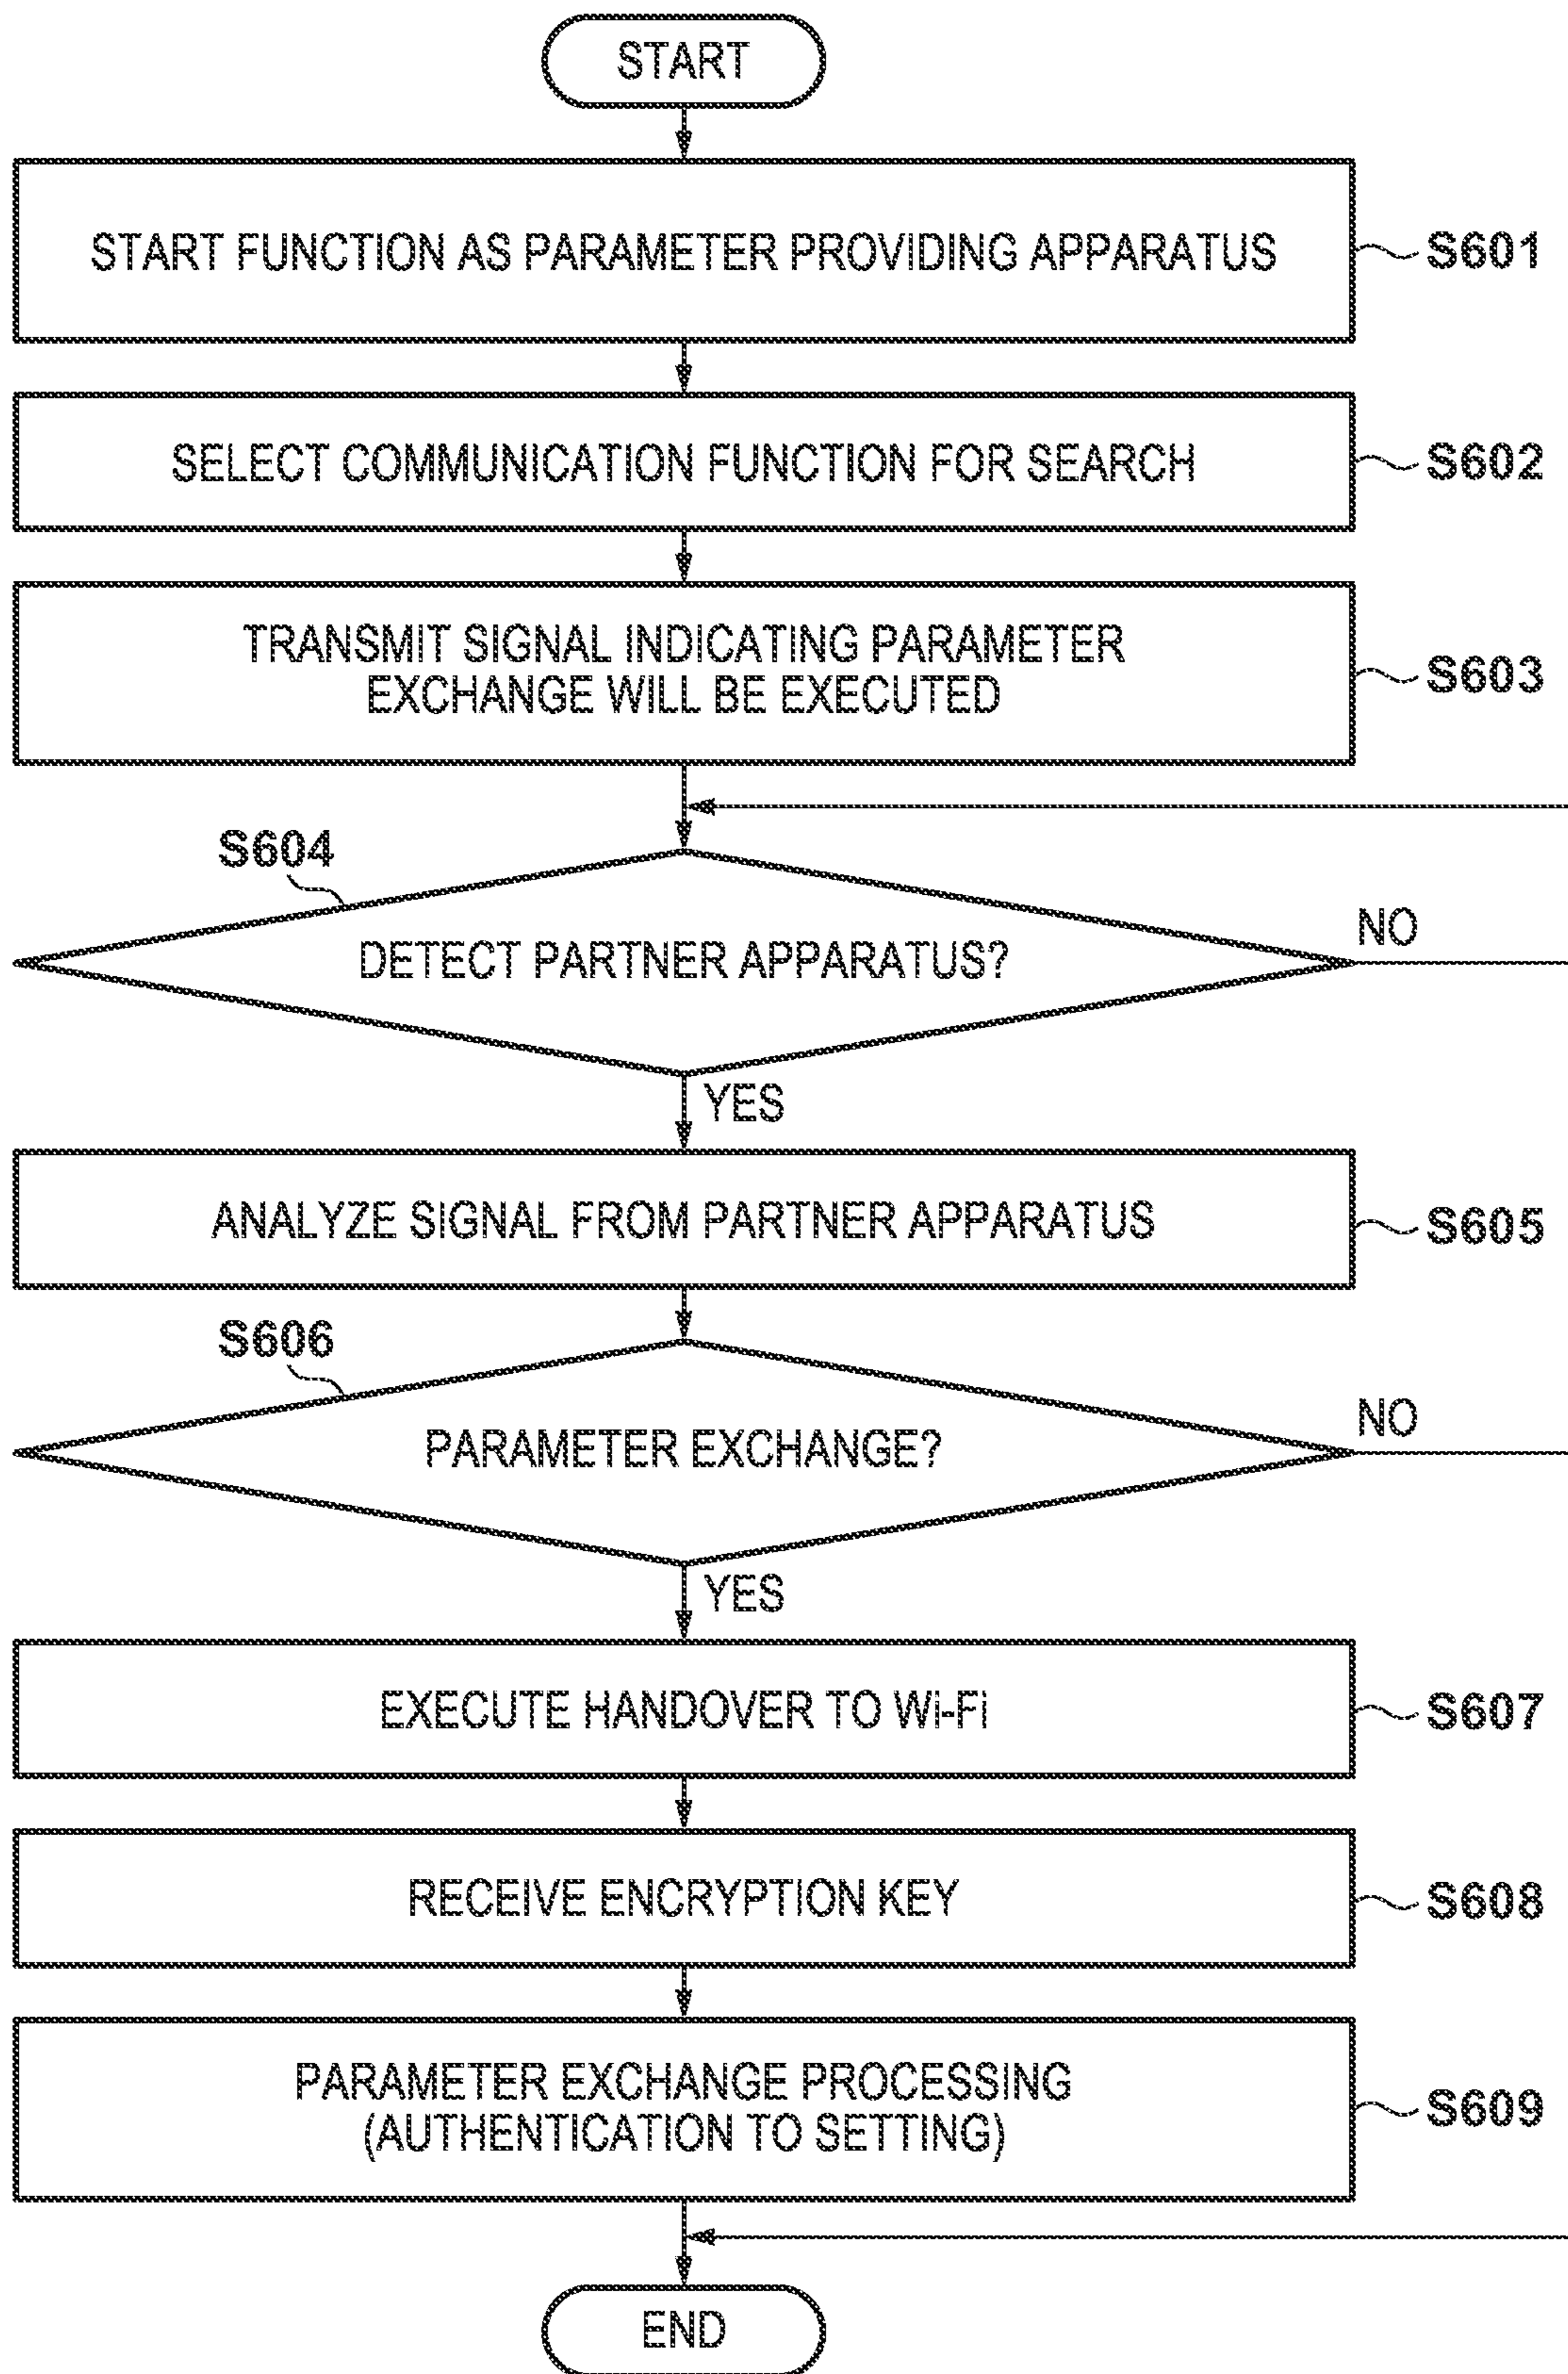 START
START FUNCTION AS PARAMETER PROVIDING APPARATUS
S601
SELECT COMMUNICATION FUNCTION FOR SEARCH
S602
TRANSMIT SIGNAL INDICATING PARAMETER
EXCHANGE WILL BE EXECUTED
S603
S604
DETECT PARTNER APPARATUS?
NO
YES
ANALYZE SIGNAL FROM PARTNER APPARATUS
S605
S606
PARAMETER EXCHANGE?
NO
YES
EXECUTE HANDOVER TO Wi-Fi
S607
RECEIVE ENCRYPTION KEY
S608
PARAMETER EXCHANGE PROCESSING
(AUTHENTICATION TO SETTING)
S609
END